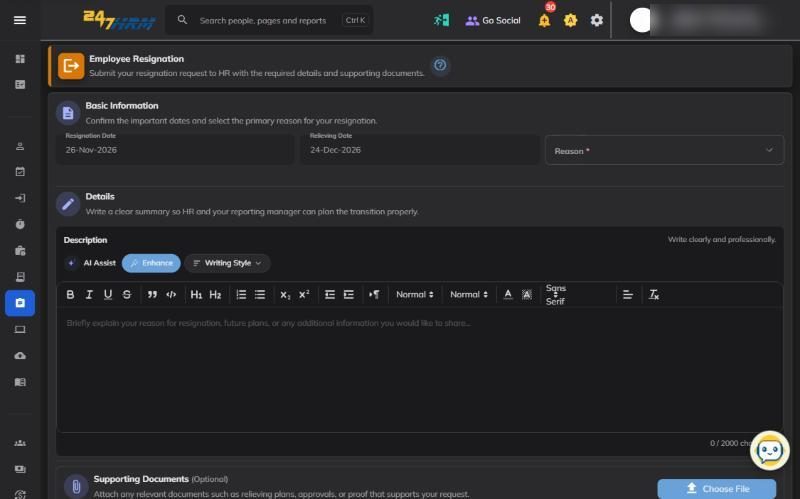 247HRM
Search people, pages and reports
Ctrl K
Go Social
30
A
Employee Resignation
Submit your resignation request to HR with the required details and supporting documents.
Basic Information
Confirm the important dates and select the primary reason for your resignation.
Resignation Date
26-Nov-2026
Relieving Date
24-Dec-2026
Reason *
Details
Write a clear summary so HR and your reporting manager can plan the transition properly.
Description
Write clearly and professionally.
AI Assist
Enhance
Writing Style
B I U S H1 H2 X₂ X² Normal Normal A A Sans Serif Tx
Briefly explain your reason for resignation, future plans, or any additional information you would like to share...
0 / 2000
Supporting Documents (Optional)
Attach any relevant documents such as relieving plans, approvals, or proof that supports your request.
Choose File